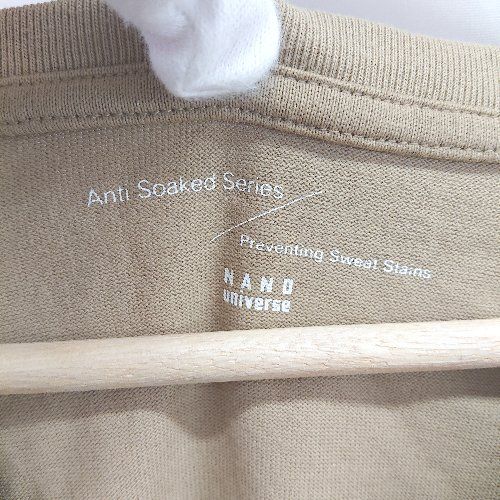 Anti Soaked Series
Preventing Sweat Stains
NANO
universe